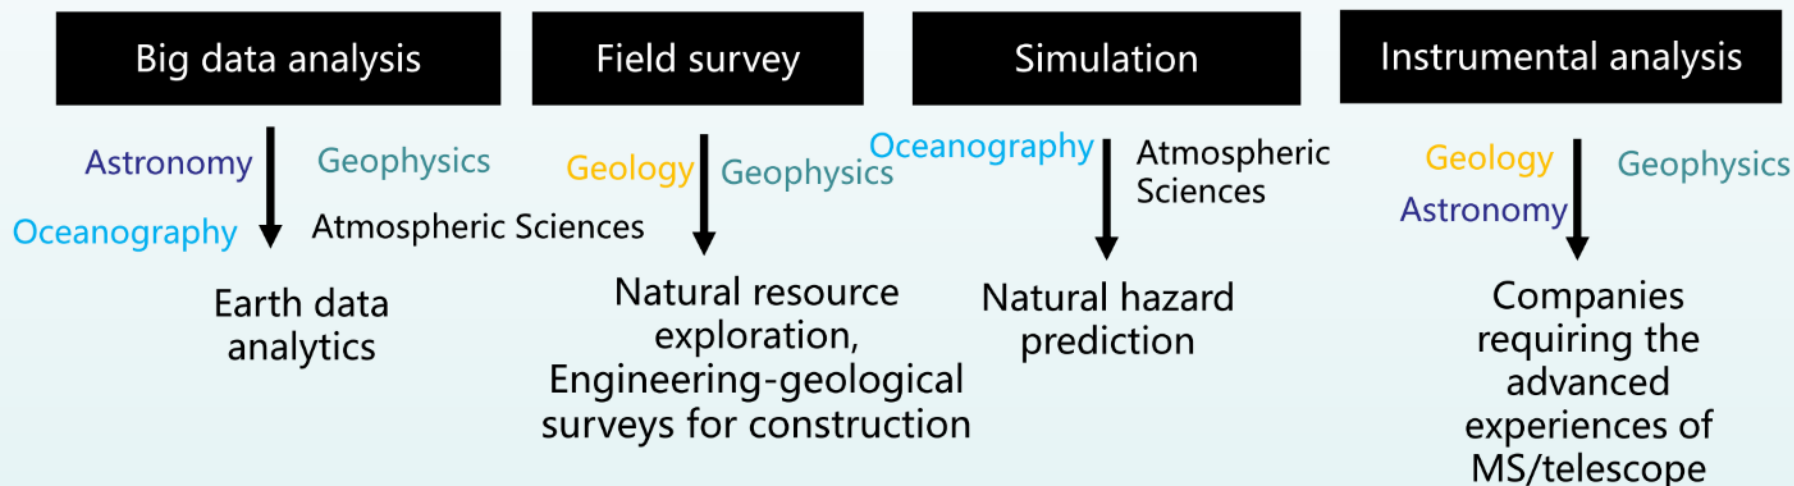 Big data analysis
Astronomy
Geophysics
Oceanography
Atmospheric Sciences
Earth data
analytics
Field survey
Geology
Geophysics
Natural resource
exploration,
Engineering-geological
surveys for construction
Simulation
Oceanography
Atmospheric
Sciences
Natural hazard
prediction
Instrumental analysis
Geology
Geophysics
Astronomy
Companies
requiring the
advanced
experiences of
MS/telescope